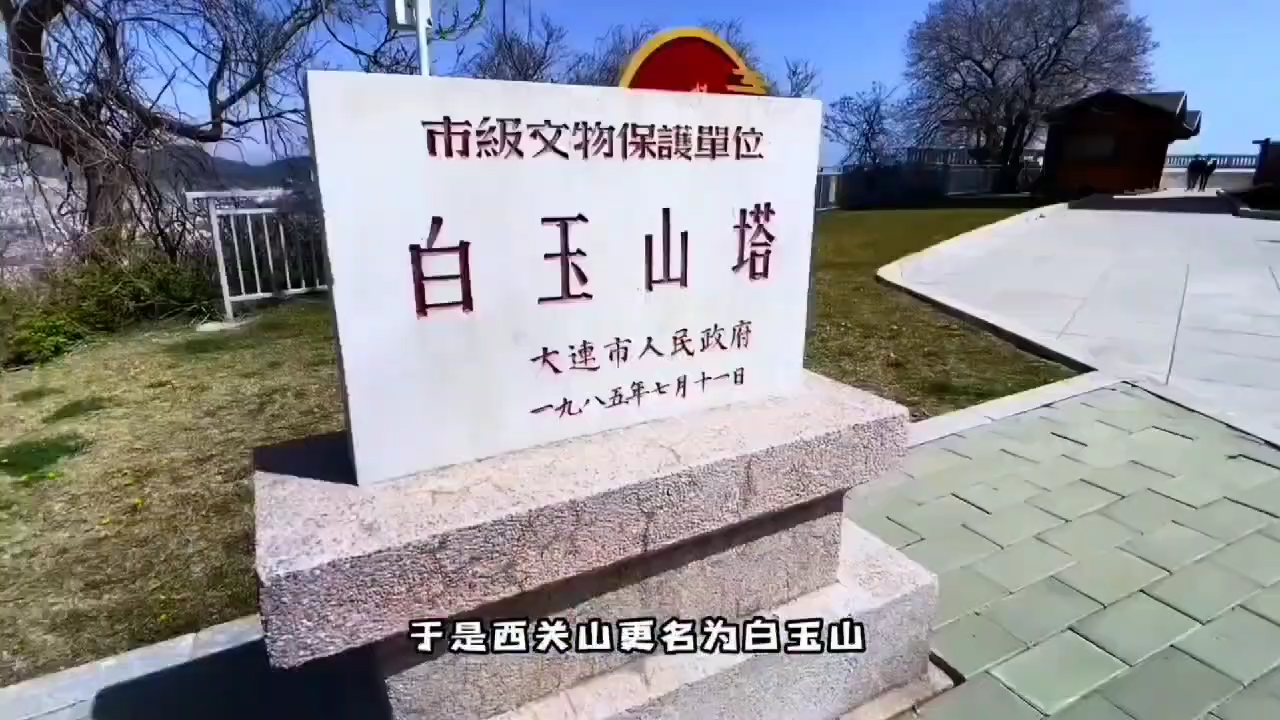 市級文物保護單位
白玉山塔
大連市人民政府
一九八五年七月十一日
于是西关山更名为白玉山